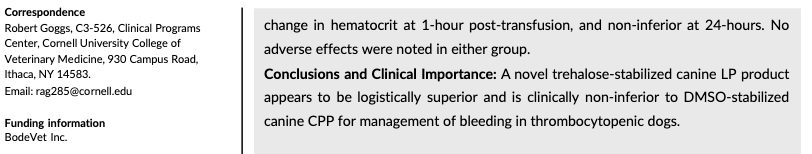 Correspondence
Robert Goggs, C3-526, Clinical Programs
Center, Cornell University College of
Veterinary Medicine, 930 Campus Road,
Ithaca, NY 14583.
Email: rag285@cornell.edu
Funding information
BodeVet Inc.
change in hematocrit at 1-hour post-transfusion, and non-inferior at 24-hours. No
adverse effects were noted in either group.
Conclusions and Clinical Importance: A novel trehalose-stabilized canine LP product
appears to be logistically superior and is clinically non-inferior to DMSO-stabilized
canine CPP for management of bleeding in thrombocytopenic dogs.